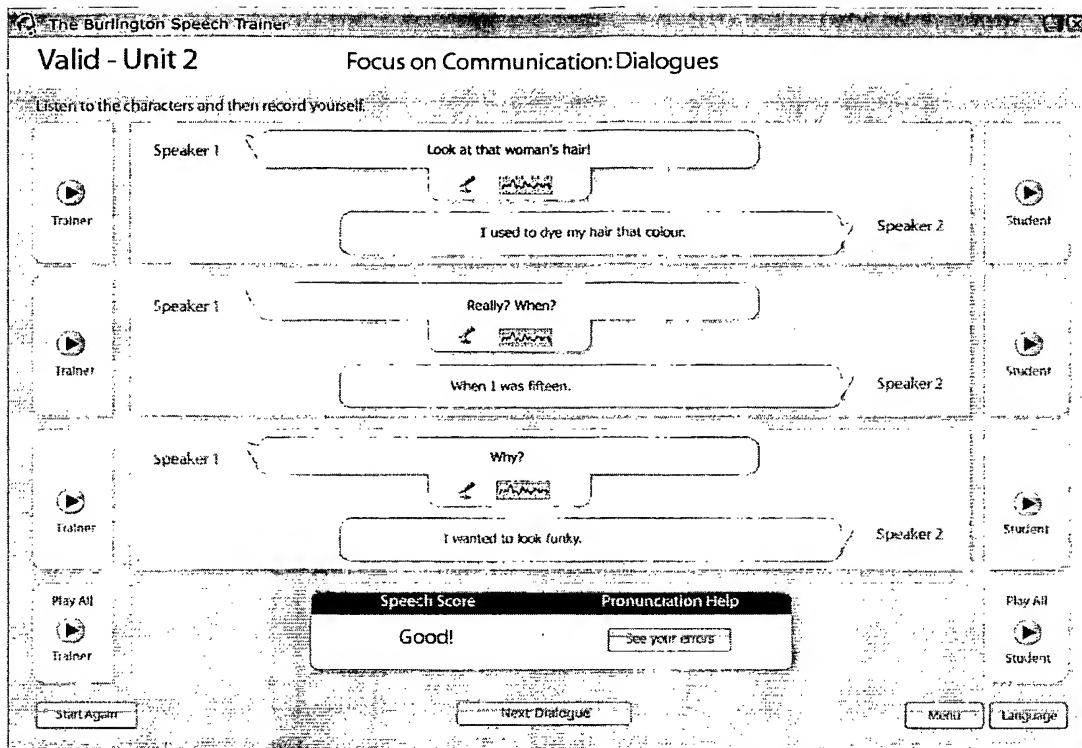 The Burlington Speech Trainer
Valid - Unit 2 Focus on Communication: Dialogues
Listen to the characters and then record yourself.
Speaker 1 Look at that woman's hair!
Trainer
Student
I used to dye my hair that colour. Speaker 2
Speaker 1 Really? When?
Trainer
Student
When I was fifteen. Speaker 2
Speaker 1 Why?
Trainer
Student
I wanted to look funky. Speaker 2
Play All
Trainer
Speech Score Pronunciation Help
Good! See your errors
Play All
Student
Start Again Next Dialogue Menu Language